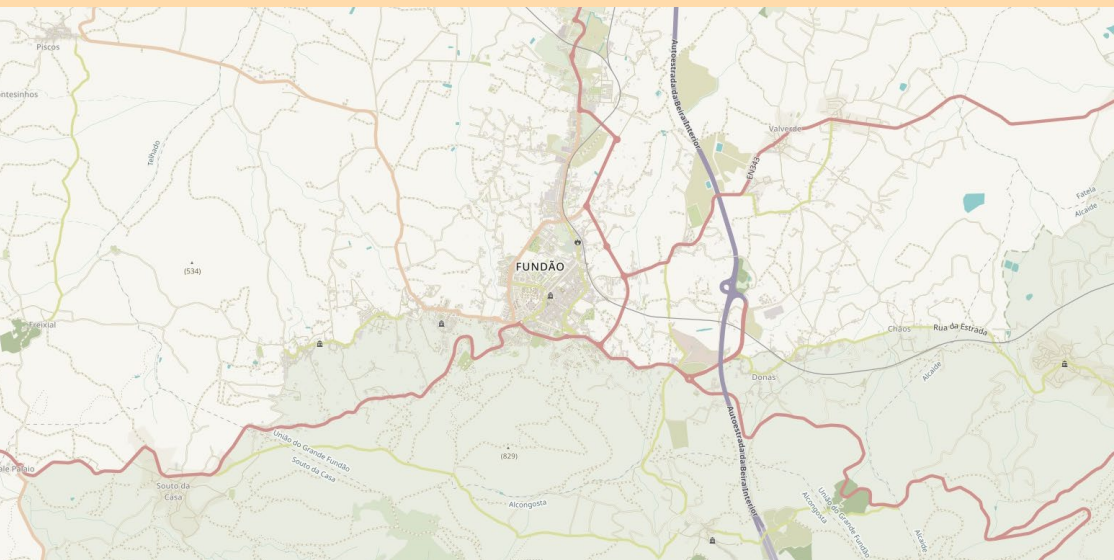 Piscos
ntesinhos
Telhado
Autoestrada da Beira Interior
Valverde
EN343
Fatela
Alcaide
FUNDÃO
(534)
Freixial
Chãos
Rua da Estrada
Alcaide
Donas
União do Grande Fundão
Souto da Casa
(829)
ale Palaio
Souto da
Casa
Alcongosta
Autoestrada da Beira Interior
União do Grande Fundão
Alcongosta
Alcaide